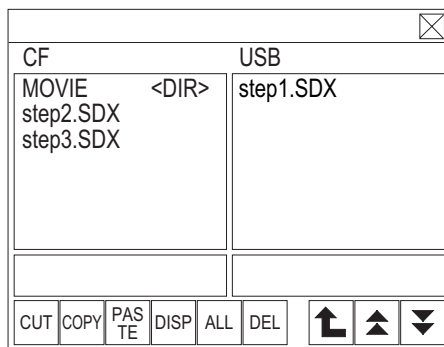 CF
USB
MOVIE <DIR>
step2.SDX
step3.SDX
step1.SDX
CUT
COPY
PAS
TE
DISP
ALL
DEL